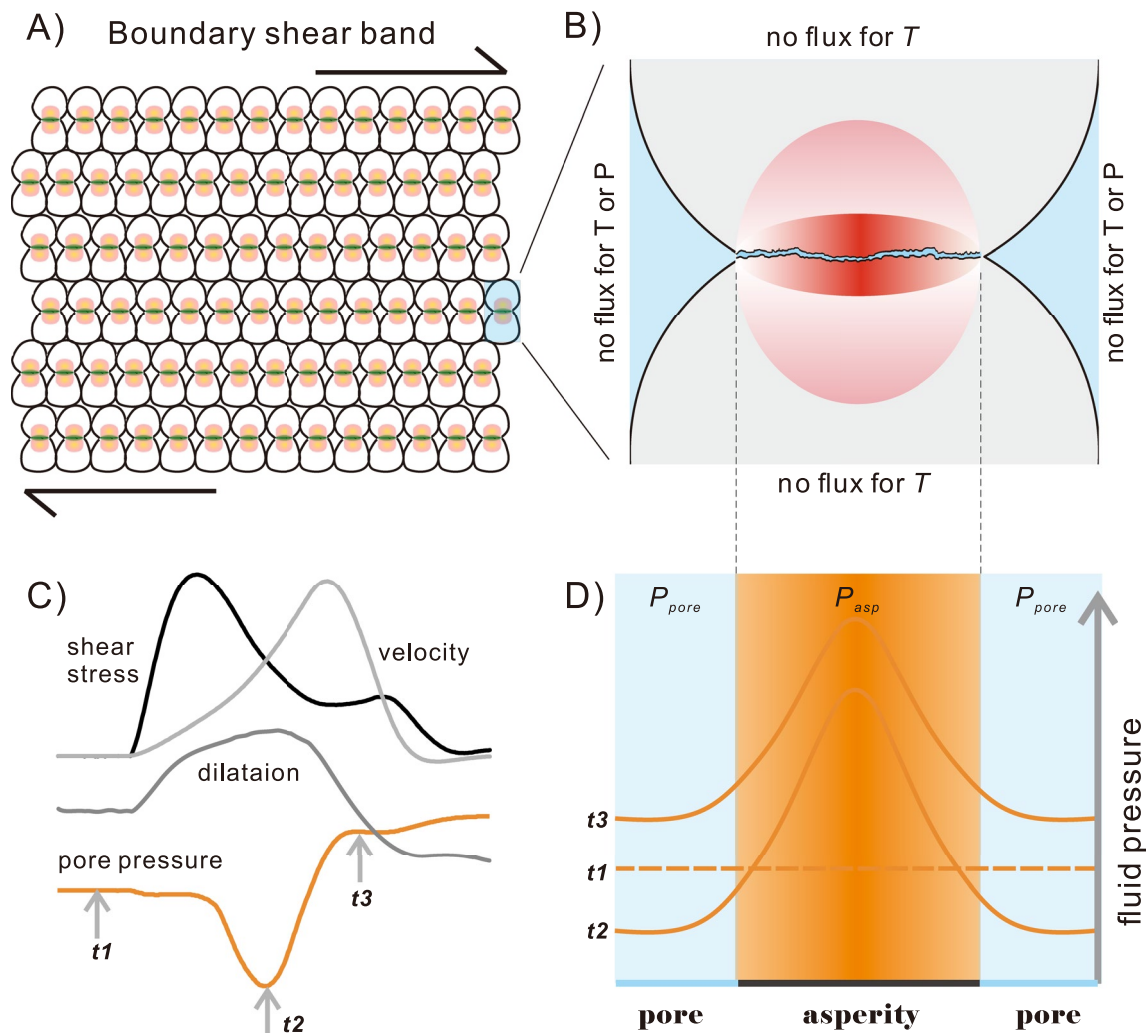 A)
Boundary shear band
B)
no flux for T
no flux for T or P
no flux for T or P
no flux for T
C)
shear
stress
velocity
dilataion
pore pressure
t1
t2
t3
D)
P pore
P asp
P pore
t3
t1
t2
fluid pressure
pore
asperity
pore